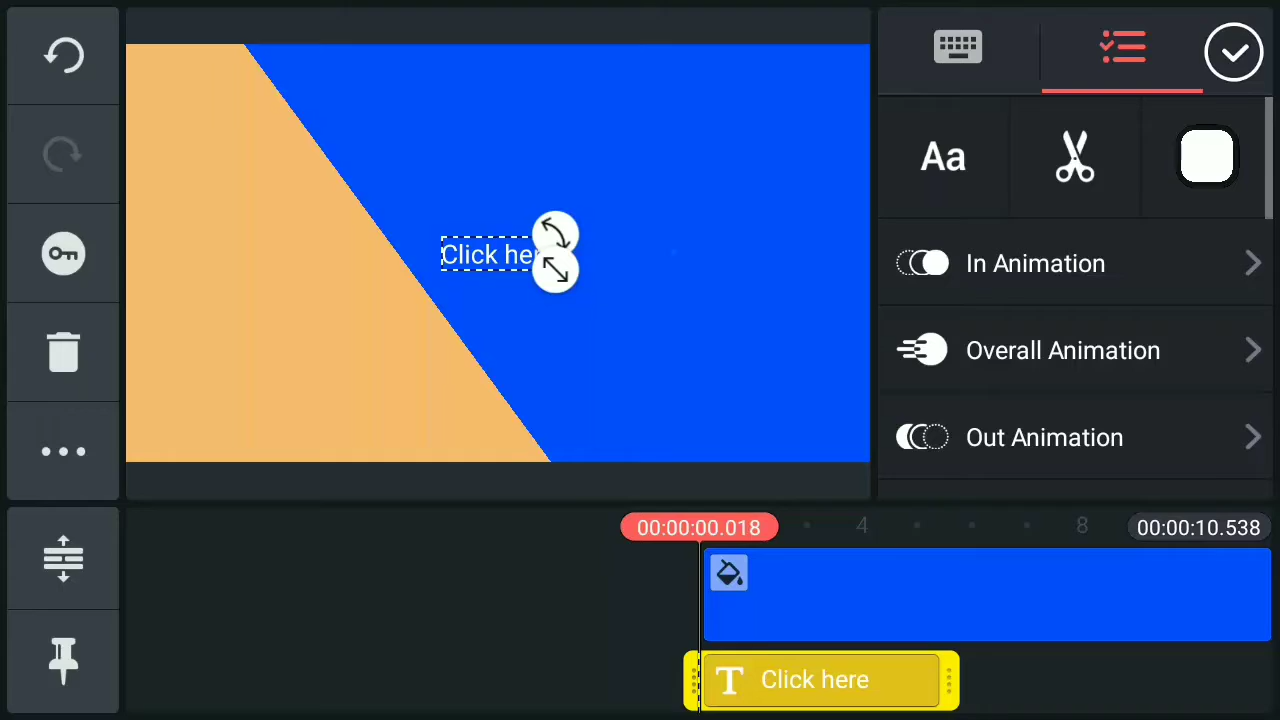 Click her
Aa
In Animation
Overall Animation
Out Animation
00:00:00.018
4
8
00:00:10.538
T Click here